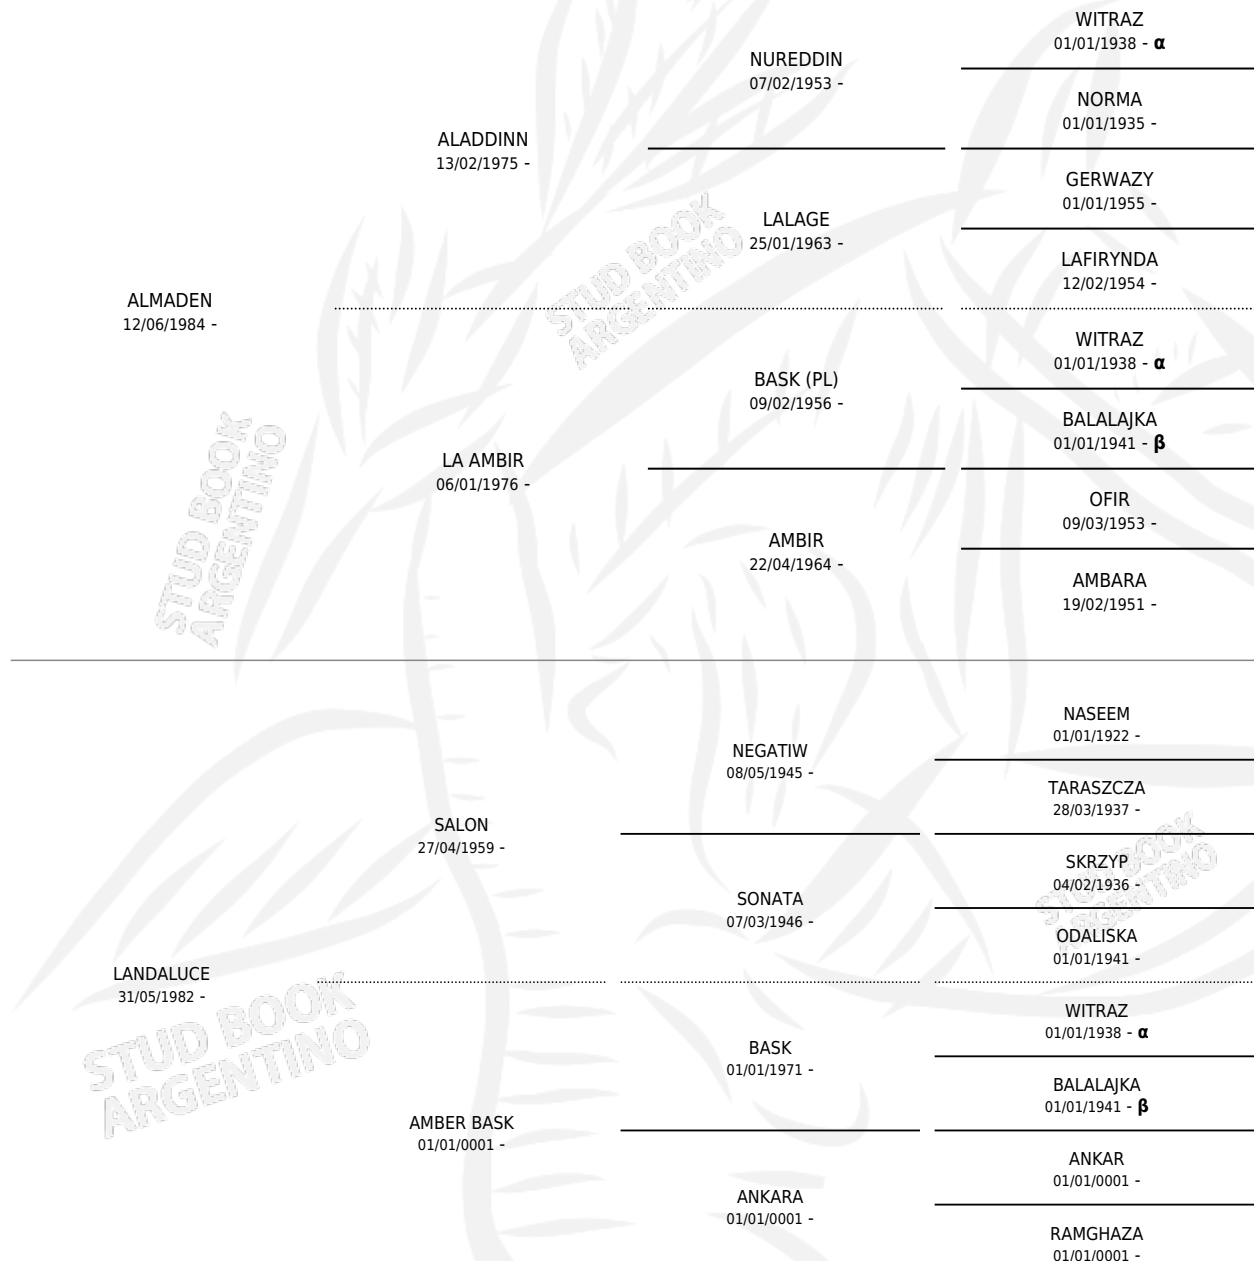 WITRAZ
01/01/1938 - α
NUREDDIN
07/02/1953 -
NORMA
01/01/1935 -
ALADDINN
13/02/1975 -
GERWAZY
01/01/1955 -
LALAGE
25/01/1963 -
LAFIRYNDA
12/02/1954 -
ALMADEN
12/06/1984 -
WITRAZ
01/01/1938 - α
BASK (PL)
09/02/1956 -
BALALAJKA
01/01/1941 - β
LA AMBIR
06/01/1976 -
OFIR
09/03/1953 -
AMBIR
22/04/1964 -
AMBARA
19/02/1951 -
NASEEM
01/01/1922 -
NEGATIW
08/05/1945 -
TARASZCZA
28/03/1937 -
SALON
27/04/1959 -
SKRZYP
04/02/1936 -
SONATA
07/03/1946 -
ODALISKA
01/01/1941 -
LANDALUCE
31/05/1982 -
WITRAZ
01/01/1938 - α
BASK
01/01/1971 -
BALALAJKA
01/01/1941 - β
AMBER BASK
01/01/0001 -
ANKAR
01/01/0001 -
ANKARA
01/01/0001 -
RAMGHAZA
01/01/0001 -
STUD BOOK
ARGENTINO
STUD BOOK
ARGENTINO
STUD BOOK
ARGENTINO
STUD BOOK
ARGENTINO